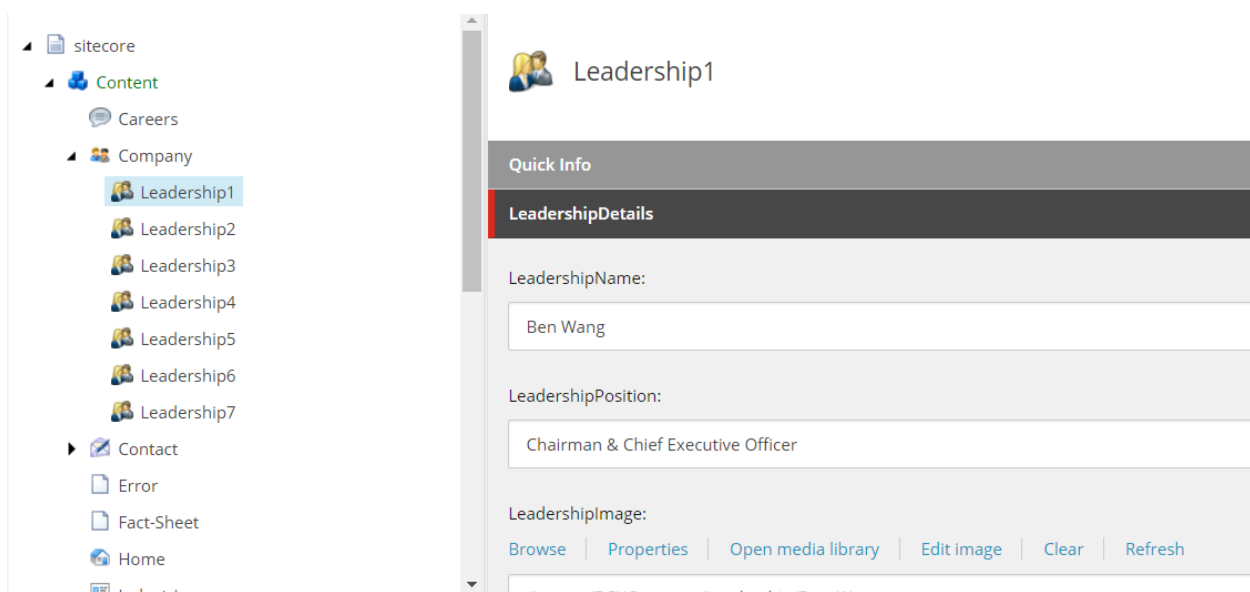 sitecore
Content
Careers
Company
Leadership1
Leadership2
Leadership3
Leadership4
Leadership5
Leadership6
Leadership7
Contact
Error
Fact-Sheet
Home
Leadership1
Quick Info
LeadershipDetails
LeadershipName:
Ben Wang
LeadershipPosition:
Chairman & Chief Executive Officer
LeadershipImage:
Browse Properties Open media library Edit image Clear Refresh